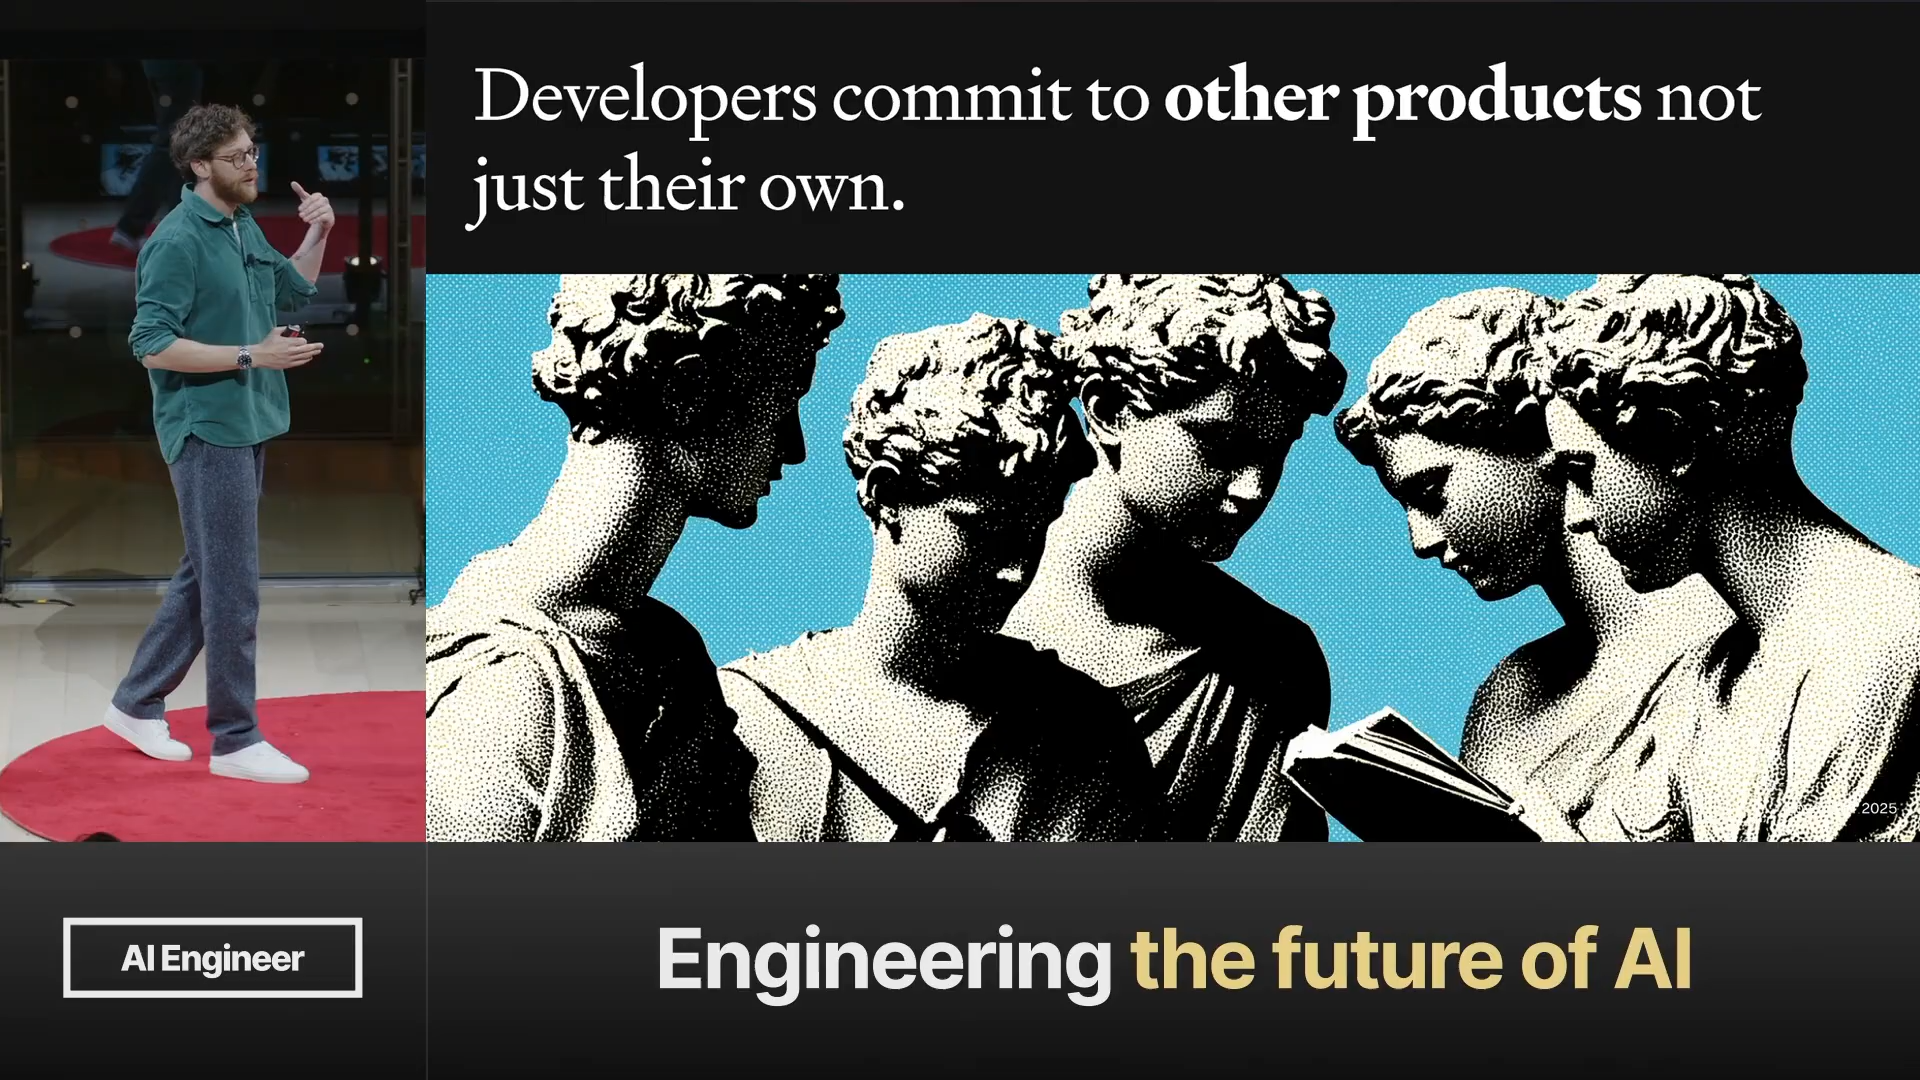 Developers commit to other products not
just their own.
2025
AI Engineer
Engineering the future of AI